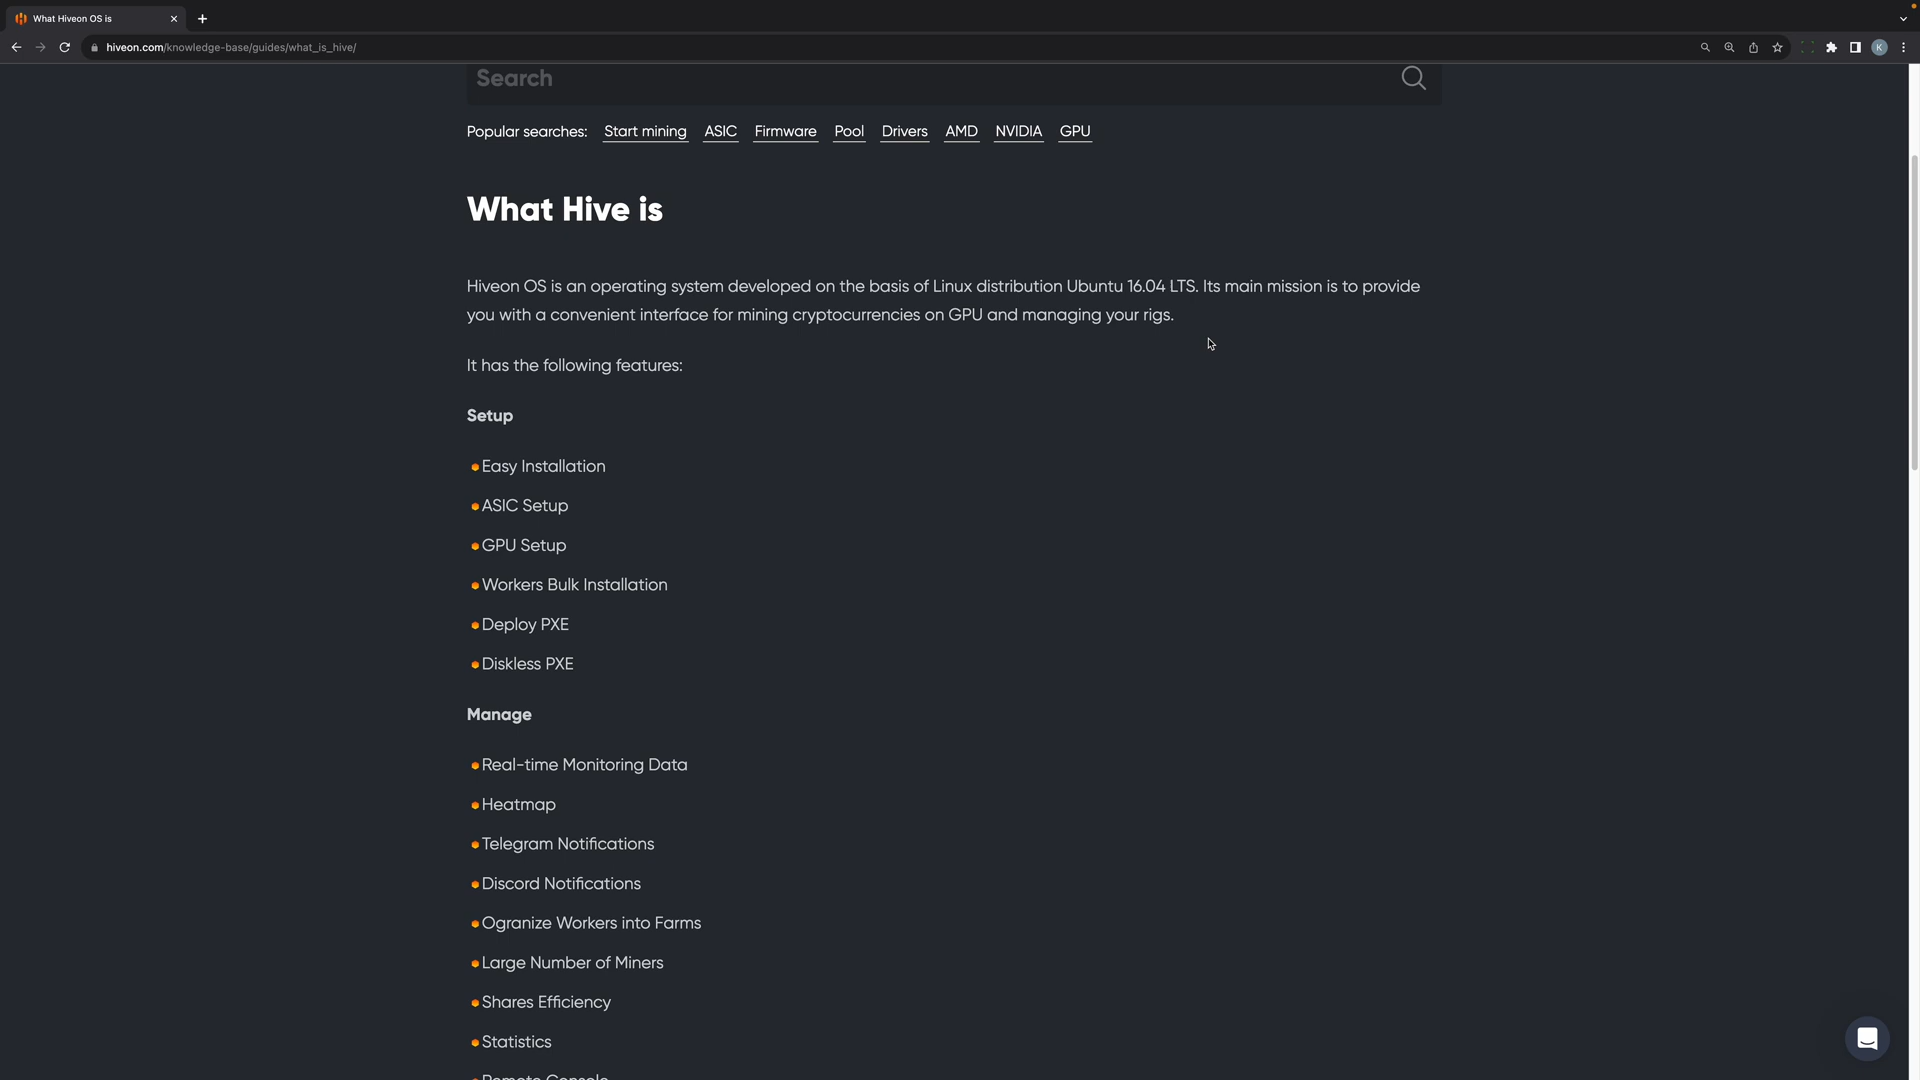 What Hiveon OS is
hiveon.com/knowledge-base/guides/what_is_hive/
K
Search
Popular searches: Start mining ASIC Firmware Pool Drivers AMD NVIDIA GPU
What Hive is
Hiveon OS is an operating system developed on the basis of Linux distribution Ubuntu 16.04 LTS. Its main mission is to provide
you with a convenient interface for mining cryptocurrencies on GPU and managing your rigs.
It has the following features:
Setup
Easy Installation
ASIC Setup
GPU Setup
Workers Bulk Installation
Deploy PXE
Diskless PXE
Manage
Real-time Monitoring Data
Heatmap
Telegram Notifications
Discord Notifications
Ogranize Workers into Farms
Large Number of Miners
Shares Efficiency
Statistics
Remote Console